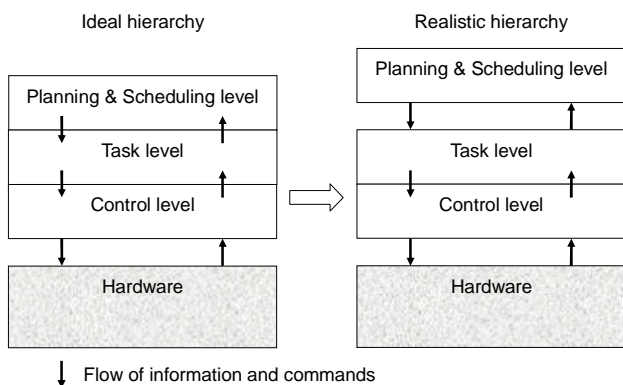 Ideal hierarchy
Planning & Scheduling level
Task level
Control level
Hardware
Realistic hierarchy
Planning & Scheduling level
Task level
Control level
Hardware
Flow of information and commands